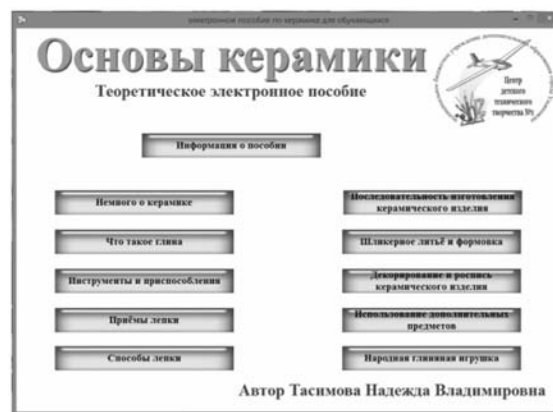 электронное пособие по керамике для обучающихся
Основы керамики
Теоретическое электронное пособие
Центр
детского
технического
творчества №1
Информация о пособии
Немного о керамике
Что такое глина
Инструменты и приспособления
Приёмы лепки
Способы лепки
Последовательность изготовления
керамического изделия
Шликерное литьё и формовка
Декорирование и роспись
керамического изделия
Использование дополнительных
предметов
Народная глиняная игрушка
Автор Тасимова Надежда Владимировна